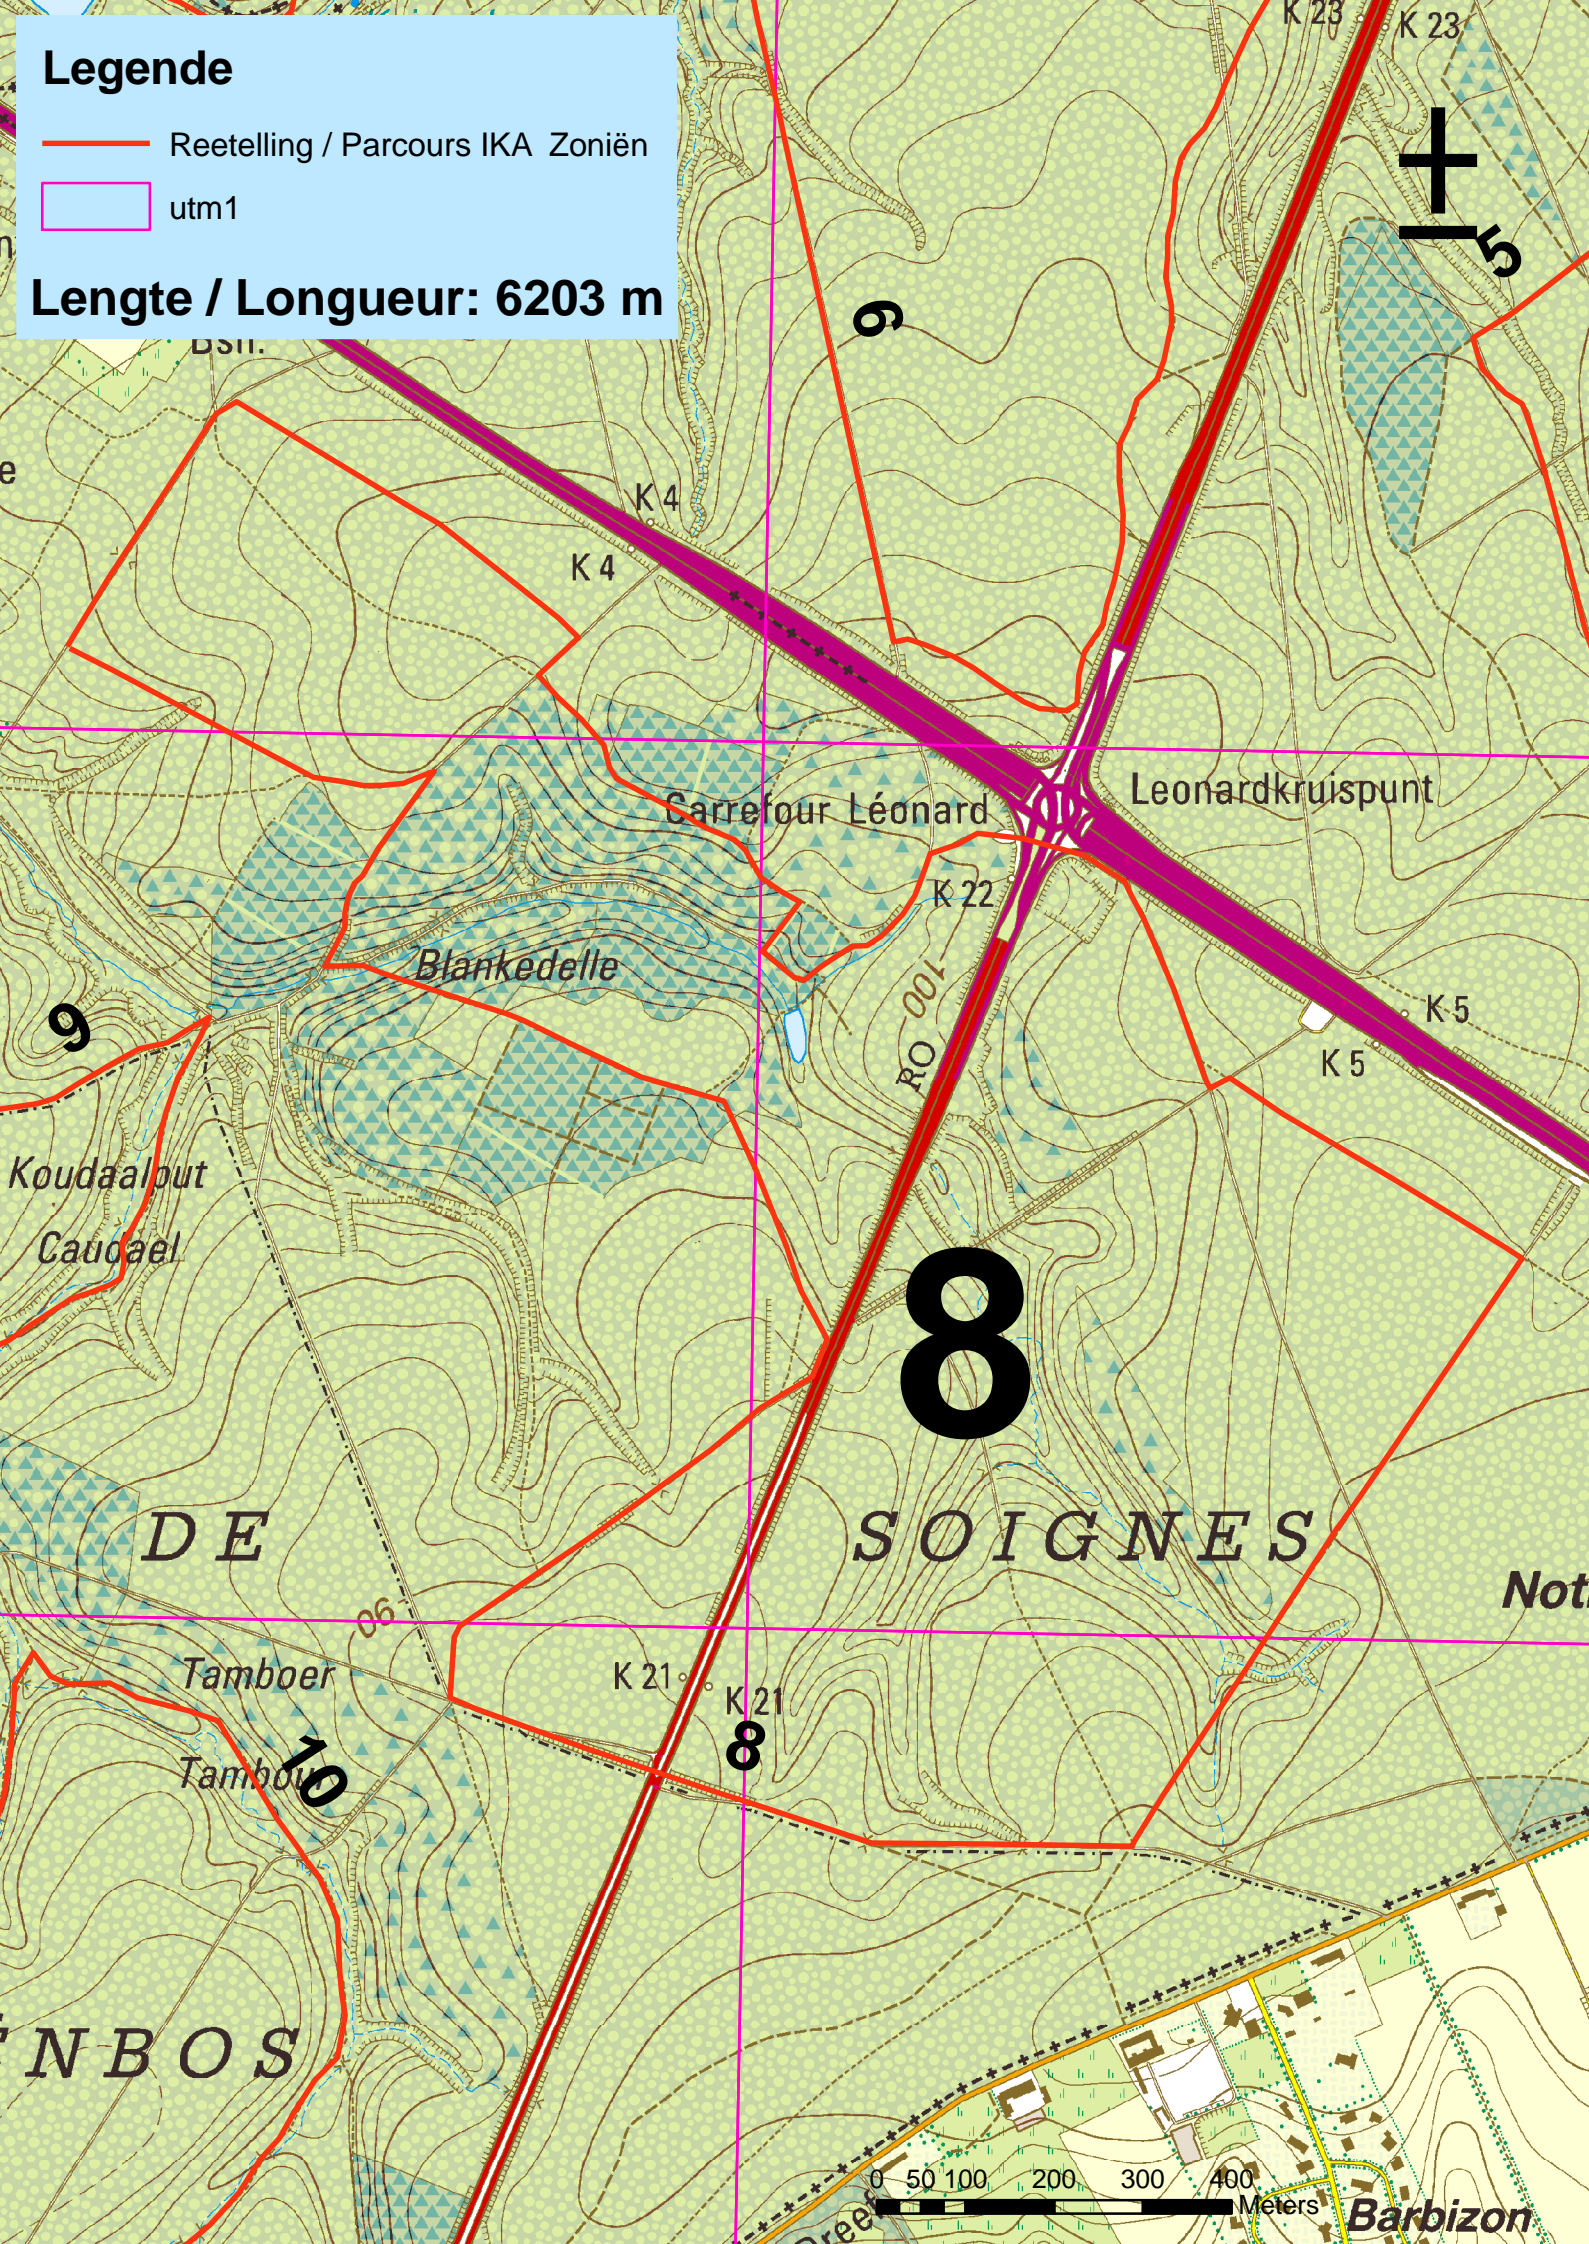 K 23
K 23
Legende
Reetelling / Parcours IKA Zoniën
utm1
Lengte / Longueur: 6203 m
5
6
K 4
K 4
Carrefour Léonard
Leonardkruispunt
K 22
Blankedelle
100
RO
K 5
K 5
9
Koudaalput
Caudael
8
DE
SOIGNES
90
Tamboer
Tambour
10
K 21
K 21
8
NBOS
0 50 100 200 300 400
Meters
Barbizon